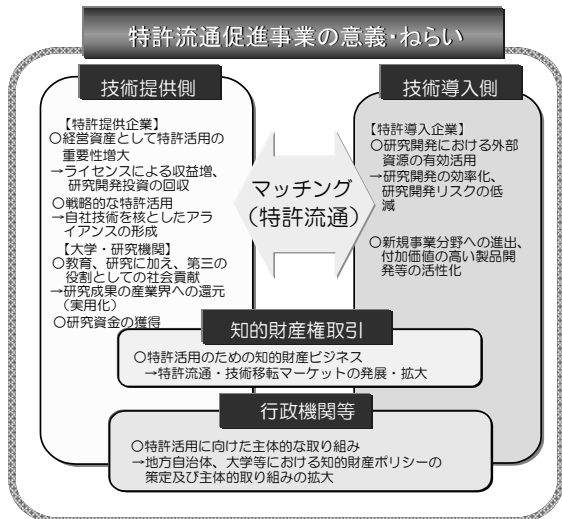 特許流通促進事業の意義・ねらい
技術提供側
【特許提供企業】
○経営資産として特許活用の
重要性増大
→ライセンスによる収益増、
研究開発投資の回収
○戦略的な特許活用
→自社技術を核としたアラ
イアンスの形成
【大学・研究機関】
○教育、研究に加え、第三の
役割としての社会貢献
→研究成果の産業界への還元
（実用化）
○研究資金の獲得
マッチング
（特許流通）
技術導入側
【特許導入企業】
○研究開発における外部
資源の有効活用
→研究開発の効率化、
研究開発リスクの低
減
○新規事業分野への進出、
付加価値の高い製品開
発等の活性化
知的財産権取引
○特許活用のための知的財産ビジネス
→特許流通・技術移転マーケットの発展・拡大
行政機関等
○特許活用に向けた主体的な取り組み
→地方自治体、大学等における知的財産ポリシーの
策定及び主体的取り組みの拡大